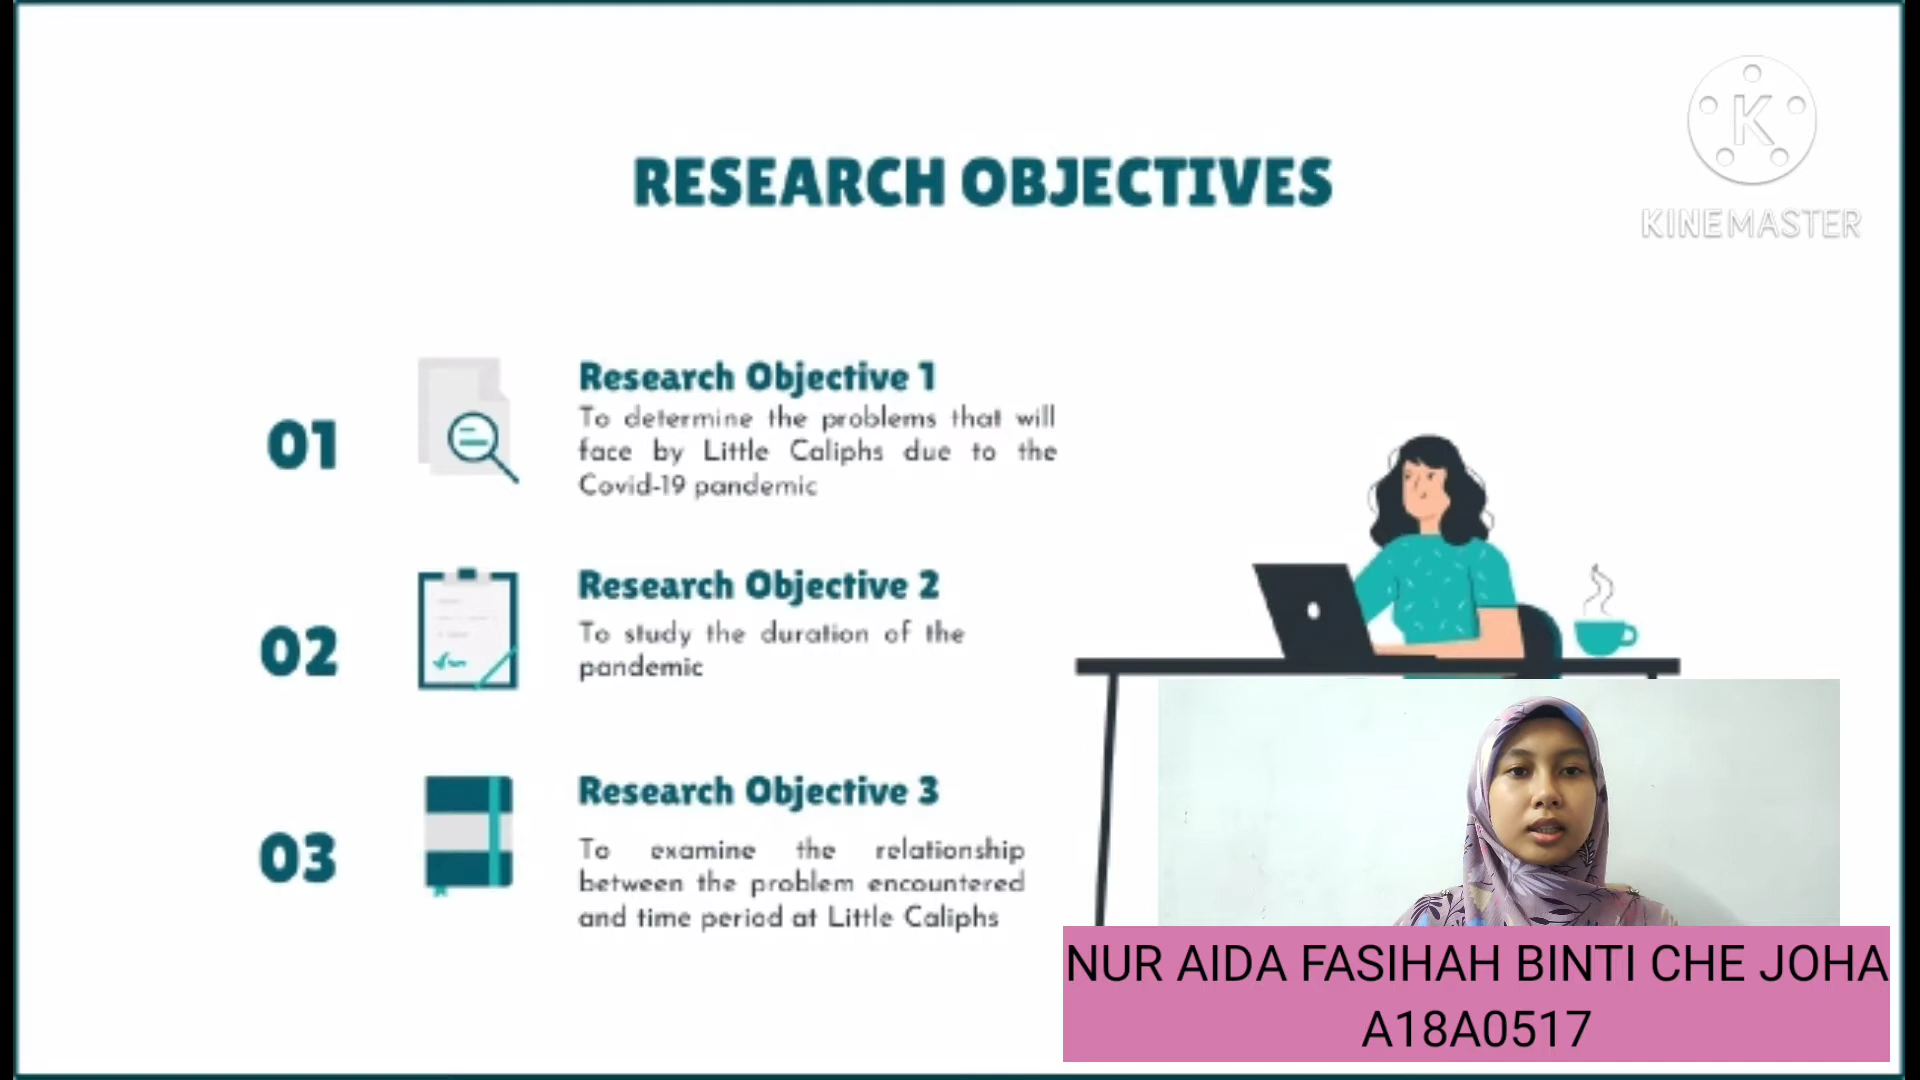 RESEARCH OBJECTIVES
K
KINEMASTER
01
Research Objective 1
To determine the problems that will
face by Little Caliphs due to the
Covid-19 pandemic
02
Research Objective 2
To study the duration of the
pandemic
03
Research Objective 3
To examine the relationship
between the problem encountered
and time period at Little Caliphs
NUR AIDA FASIHAH BINTI CHE JOHA
A18A0517